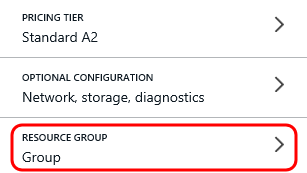 PRICING TIER
Standard A2
OPTIONAL CONFIGURATION
Network, storage, diagnostics
RESOURCE GROUP
Group